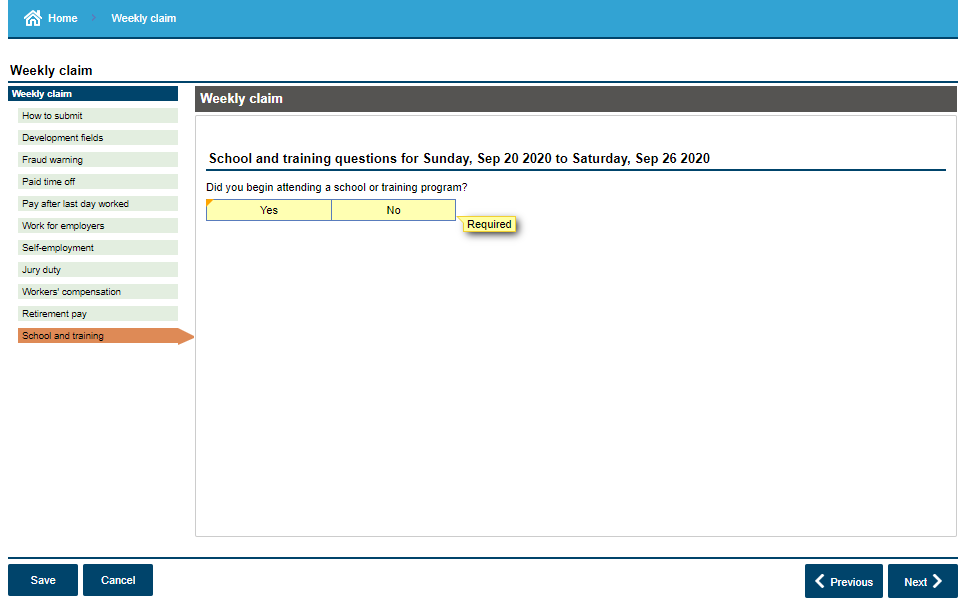 Home
Weekly claim
Weekly claim
Weekly claim
How to submit
Development fields
Fraud warning
Paid time off
Pay after last day worked
Work for employers
Self-employment
Jury duty
Workers' compensation
Retirement pay
School and training
Weekly claim
School and training questions for Sunday, Sep 20 2020 to Saturday, Sep 26 2020
Did you begin attending a school or training program?
Yes No
Required
Save Cancel Previous Next